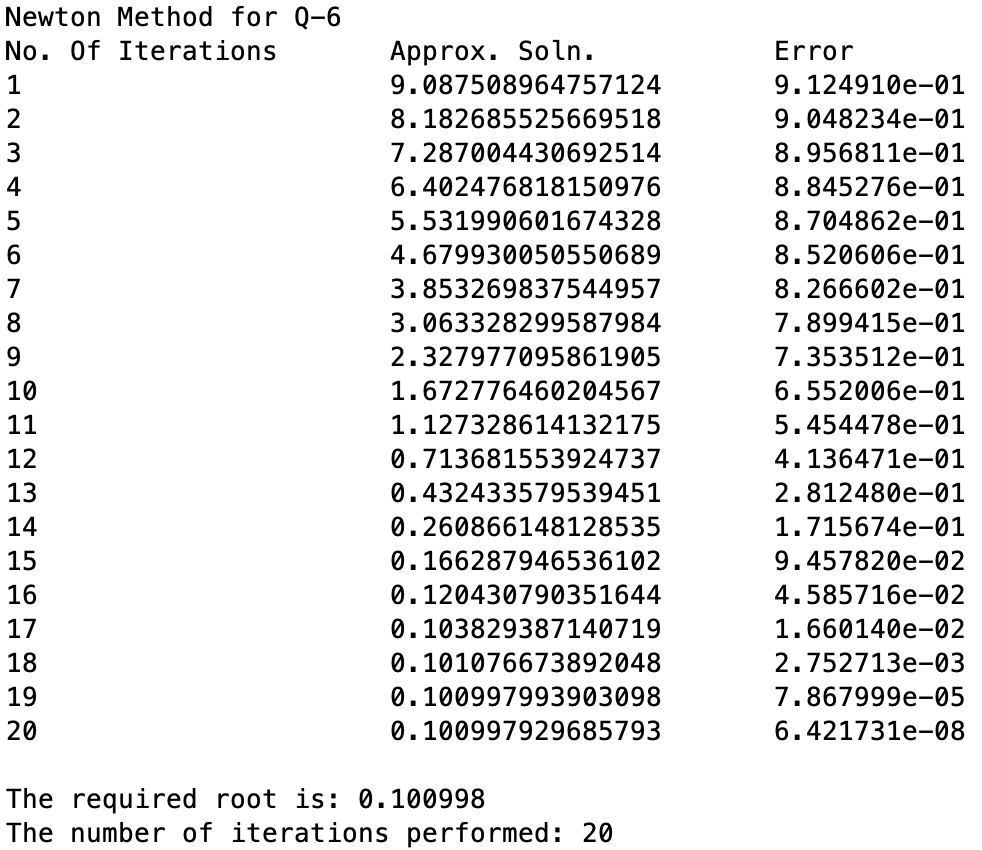 Newton Method for Q-6
No. Of Iterations Approx. Soln. Error
1 9.087508964757124 9.124910e-01
2 8.182685525669518 9.048234e-01
3 7.287004430692514 8.956811e-01
4 6.402476818150976 8.845276e-01
5 5.531990601674328 8.704862e-01
6 4.679930050550689 8.520606e-01
7 3.853269837544957 8.266602e-01
8 3.063328299587984 7.899415e-01
9 2.327977095861905 7.353512e-01
10 1.672776460204567 6.552006e-01
11 1.127328614132175 5.454478e-01
12 0.713681553924737 4.136471e-01
13 0.432433579539451 2.812480e-01
14 0.260866148128535 1.715674e-01
15 0.166287946536102 9.457820e-02
16 0.120430790351644 4.585716e-02
17 0.103829387140719 1.660140e-02
18 0.101076673892048 2.752713e-03
19 0.100997993903098 7.867999e-05
20 0.100997929685793 6.421731e-08
The required root is: 0.100998
The number of iterations performed: 20